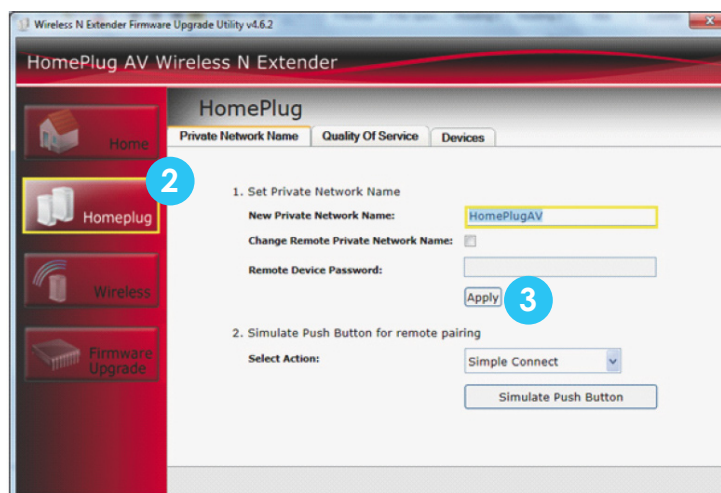 Wireless N Extender Firmware Upgrade Utility v4.6.2
HomePlug AV Wireless N Extender
HomePlug
Home
Private Network Name Quality Of Service Devices
2
Homeplug
1. Set Private Network Name
New Private Network Name: HomePlugAV
Change Remote Private Network Name:
Remote Device Password:
Wireless
Apply 3
2. Simulate Push Button for remote pairing
Firmware
Upgrade
Select Action: Simple Connect
Simulate Push Button